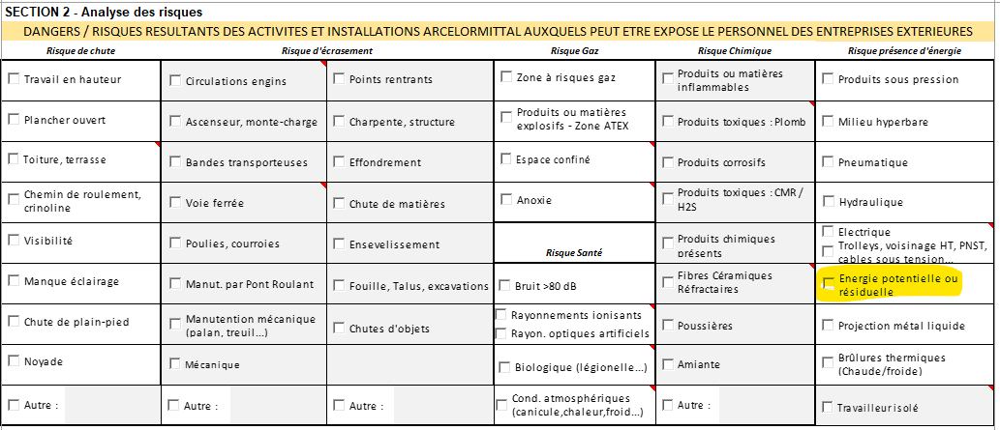 SECTION 2 - Analyse des risques
DANGERS / RISQUES RESULTANTS DES ACTIVITES ET INSTALLATIONS ARCELORMITTAL AUXQUELS PEUT ETRE EXPOSE LE PERSONNEL DES ENTREPRISES EXTERIEURES
Risque de chute
Travail en hauteur
Plancher ouvert
Toiture, terrasse
Chemin de roulement,
crinoline
Visibilité
Manque éclairage
Chute de plain-pied
Noyade
Autre :
Risque d'écrasement
Circulations engins
Ascenseur, monte-charge
Bandes transporteuses
Voie ferrée
Poulies, courroies
Manut. par Pont Roulant
Manutention mécanique
(palan, treuil...)
Mécanique
Autre :
Points rentrants
Charpente, structure
Effondrement
Chute de matières
Ensevelissement
Fouille, Talus, excavations
Chutes d'objets
Autre :
Risque Gaz
Zone à risques gaz
Produits ou matières
explosifs - Zone ATEX
Espace confiné
Anoxie
Risque Santé
Bruit >80 dB
Rayonnements ionisants
Rayon. optiques artificiels
Biologique (légionelle...)
Cond. atmosphériques
(canicule,chaleur,froid...)
Risque Chimique
Produits ou matières
inflammables
Produits toxiques : Plomb
Produits corrosifs
Produits toxiques : CMR /
H2S
Produits chimiques
présents
Fibres Céramiques
Réfractaires
Poussières
Amiante
Autre :
Risque présence d'énergie
Produits sous pression
Milieu hyperbare
Pneumatique
Hydraulique
Electrique
Trolleys, voisinage HT, PNST,
cables sous tension...
Energie potentielle ou
résiduelle
Projection métal liquide
Brûlures thermiques
(Chaude/froide)
Travailleur isolé